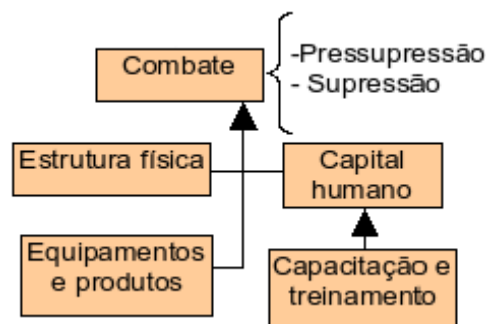 Combate
-Pressupressão
- Supressão
Estrutura física
Capital
humano
Equipamentos
e produtos
Capacitação e
treinamento